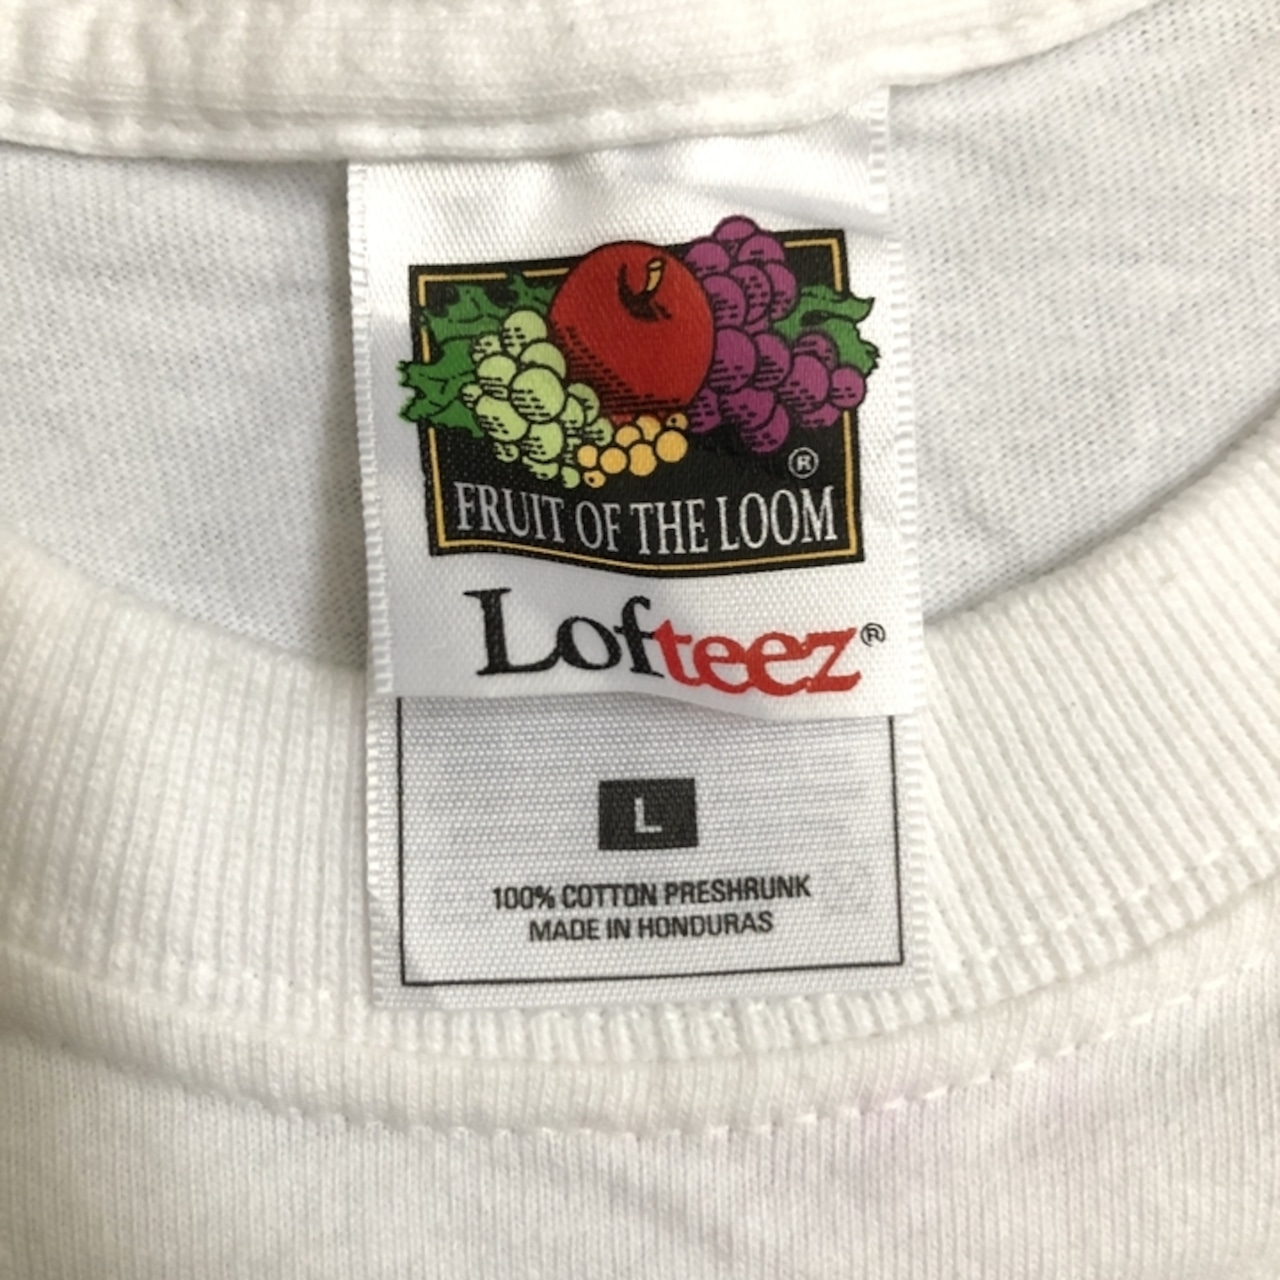 ®
FRUIT OF THE LOOM
Lofteez®
L
100% COTTON PRESHRUNK
MADE IN HONDURAS